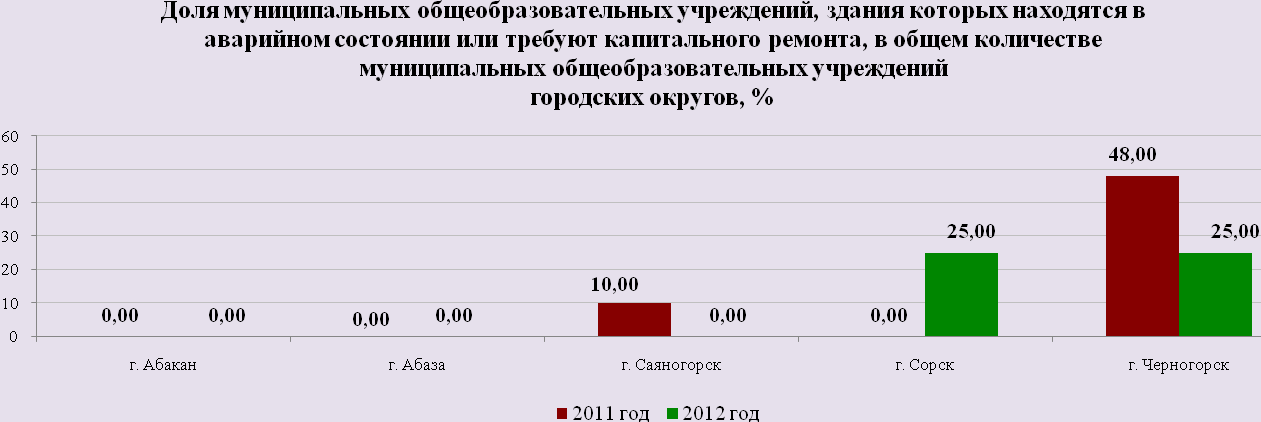 Доля муниципальных общеобразовательных учреждений, здания которых находятся в
аварийном состоянии или требуют капитального ремонта, в общем количестве
муниципальных общеобразовательных учреждений
городских округов, %
60
50
40
30
20
10
0
0,00 0,00 0,00 0,00 10,00 0,00 0,00 25,00 48,00 25,00
г. Абакан г. Абаза г. Саяногорск г. Сорск г. Черногорск
2011 год 2012 год